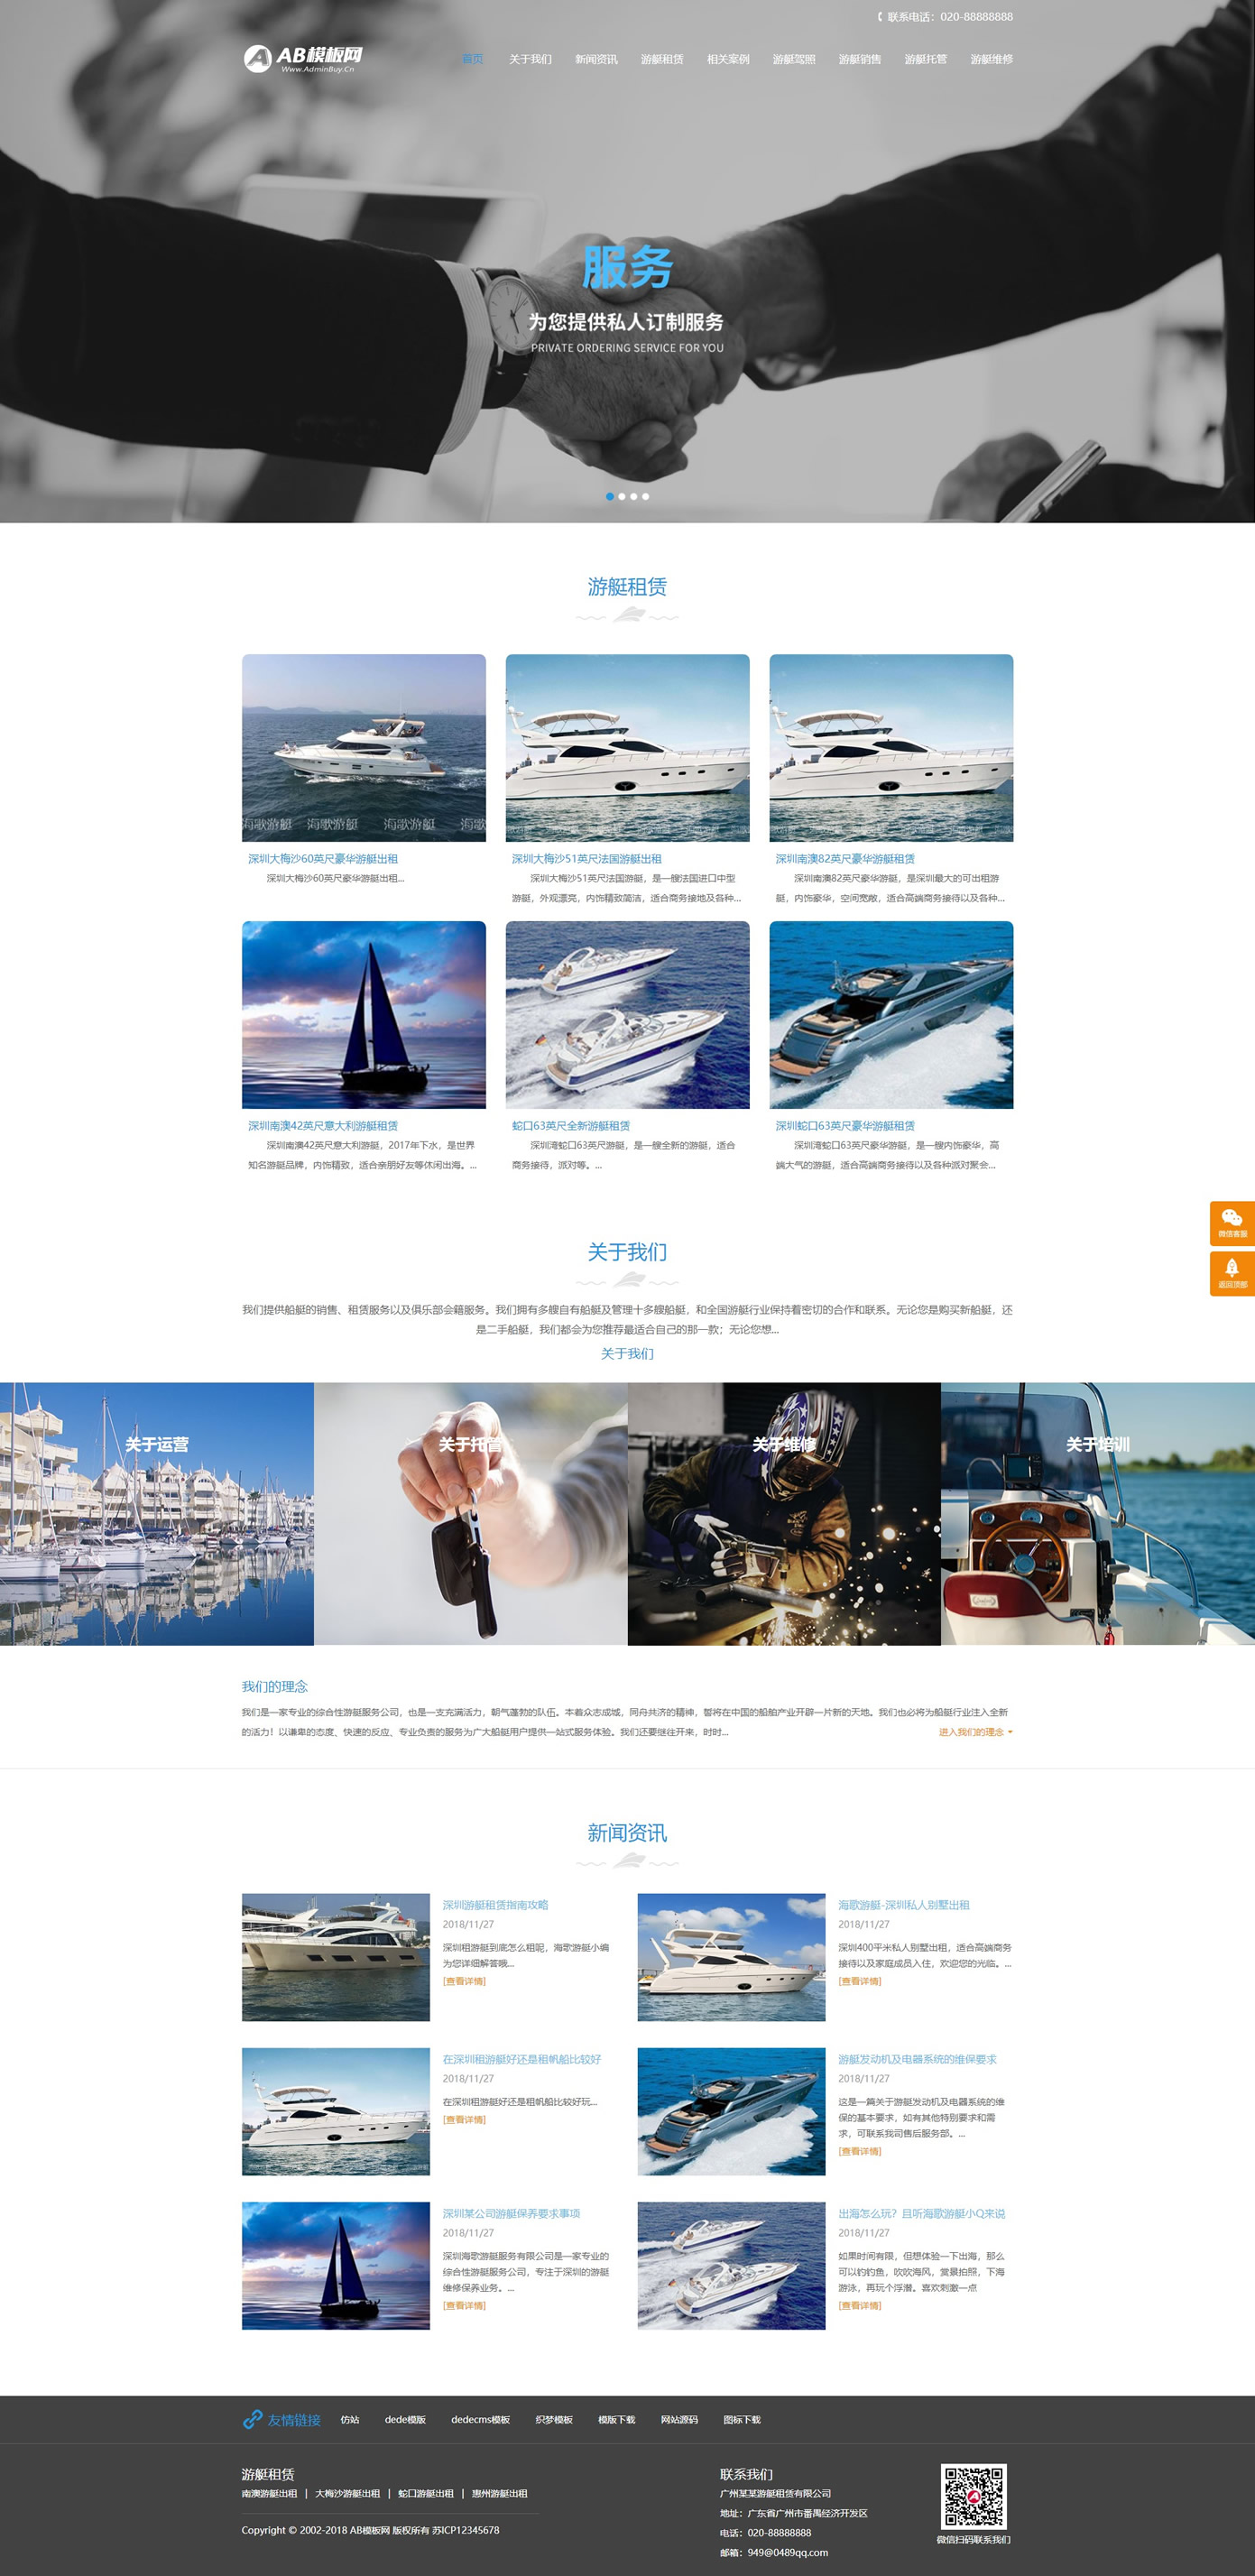 联系电话：020-88888888
AB模板网
Www.AdminBuy.Cn
首页 关于我们 新闻资讯 游艇租赁 相关案例 游艇驾照 游艇销售 游艇托管 游艇维修
服务
为您提供私人订制服务
PRIVATE ORDERING SERVICE FOR YOU
游艇租赁
海歌游艇 海歌游艇 海歌游艇 海歌
深圳大梅沙60英尺豪华游艇出租
深圳大梅沙60英尺豪华游艇出租...
深圳大梅沙51英尺法国游艇出租
深圳大梅沙51英尺法国游艇，是一艘法国进口中型
游艇，外观漂亮，内饰精致简洁，适合商务接地及各种...
深圳南澳82英尺豪华游艇租赁
深圳南澳82英尺豪华游艇，是深圳最大的可出租游
艇，内饰豪华，空间宽敞，适合高端商务接待以及各种...
深圳南澳42英尺意大利游艇租赁
深圳南澳42英尺意大利游艇，2017年下水，是世界
知名游艇品牌，内饰精致，适合亲朋好友等休闲出海。...
蛇口63英尺全新游艇租赁
深圳湾蛇口63英尺游艇，是一艘全新的游艇，适合
商务接待，派对等。...
深圳蛇口63英尺豪华游艇租赁
深圳湾蛇口63英尺豪华游艇，是一艘内饰豪华，高
端大气的游艇，适合高端商务接待以及各种派对聚会...
微信客服
返回顶部
关于我们
我们提供船艇的销售、租赁服务以及俱乐部会籍服务。我们拥有多艘自有船艇及管理十多艘船艇，和全国游艇行业保持着密切的合作和联系。无论您是购买新船艇，还
是二手船艇，我们都会为您推荐最适合自己的那一款；无论您想...
关于我们
关于运营
关于托管
关于维修
关于培训
我们的理念
我们是一家专业的综合性游艇服务公司，也是一支充满活力，朝气蓬勃的队伍。本着众志成城，同舟共济的精神，誓将在中国的船舶产业开辟一片新的天地。我们也必将为船艇行业注入全新
的活力！以谦卑的态度、快速的反应、专业负责的服务为广大船艇用户提供一站式服务体验。我们还要继往开来，时时...
进入我们的理念
新闻资讯
深圳游艇租赁指南攻略
2018/11/27
深圳租游艇到底怎么租呢，海歌游艇小编
为您详细解答哦...
[查看详情]
海歌游艇-深圳私人别墅出租
2018/11/27
深圳400平米私人别墅出租，适合高端商务
接待以及家庭成员入住，欢迎您的光临。...
[查看详情]
在深圳租游艇好还是租帆船比较好
2018/11/27
在深圳租游艇好还是租帆船比较好玩...
[查看详情]
游艇发动机及电器系统的维保要求
2018/11/27
这是一篇关于游艇发动机及电器系统的维
保的基本要求，如有其他特别要求和需
求，可联系我司售后服务部。...
[查看详情]
深圳某公司游艇保养要求事项
2018/11/27
深圳海歌游艇服务有限公司是一家专业的
综合性游艇服务公司，专注于深圳的游艇
维修保养业务。...
[查看详情]
出海怎么玩？且听海歌游艇小Q来说
2018/11/27
如果时间有限，但想体验一下出海，那么
可以钓钓鱼，吹吹海风，赏景拍照，下海
游泳，再玩个浮潜。喜欢刺激一点
[查看详情]
友情链接 仿站 dede模版 dedecms模板 织梦模板 模版下载 网站源码 图标下载
游艇租赁
南澳游艇出租 | 大梅沙游艇出租 | 蛇口游艇出租 | 惠州游艇出租
Copyright © 2002-2018 AB模板网 版权所有 苏ICP12345678
联系我们
广州某某游艇租赁有限公司
地址：广东省广州市番禺经济开发区
电话：020-88888888
邮箱：949@0489qq.com
微信扫码联系我们